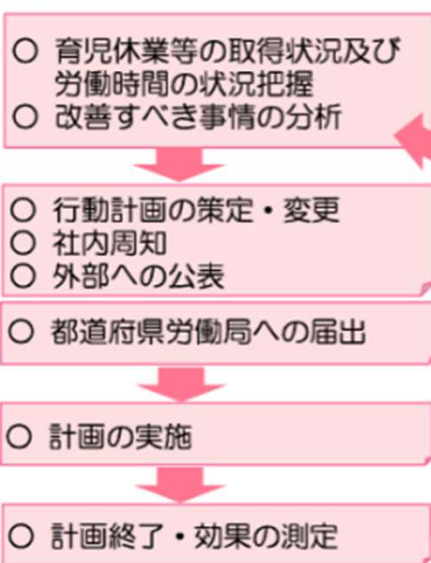 ○ 育児休業等の取得状況及び
労働時間の状況把握
○ 改善すべき事情の分析
○ 行動計画の策定・変更
○ 社内周知
○ 外部への公表
○ 都道府県労働局への届出
○ 計画の実施
○ 計画終了・効果の測定